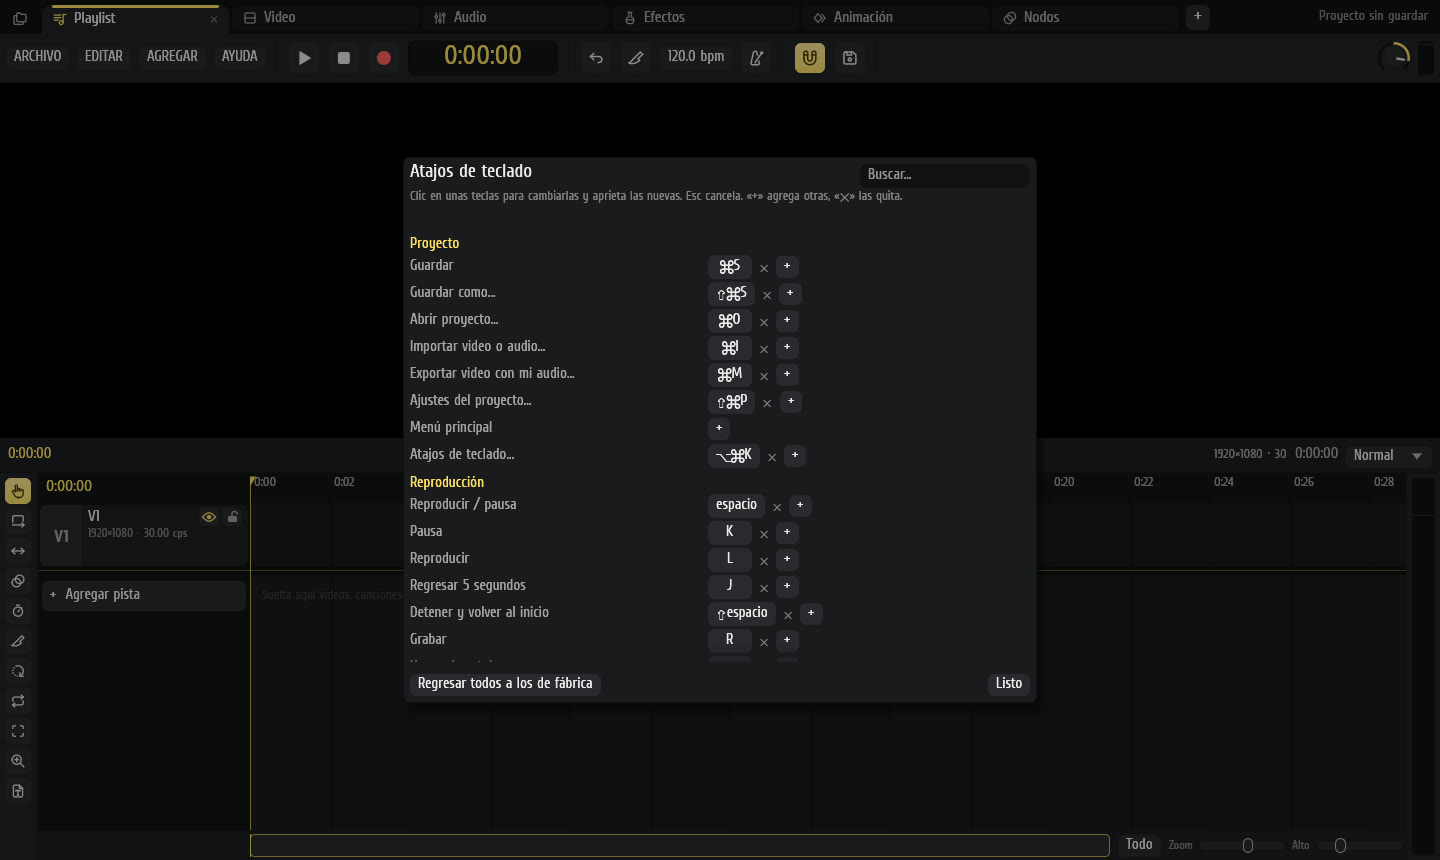 Playlist ×
Video
Audio
Efectos
Animación
Nodos
+
Proyecto sin guardar
ARCHIVO EDITAR AGREGAR AYUDA
0:00:00
120.0 bpm
Atajos de teclado
Buscar...
Clic en unas teclas para cambiarlas y aprieta las nuevas. Esc cancela. «+» agrega otras, «×» las quita.
Proyecto
Guardar ⌘S × +
Guardar como... ⇧⌘S × +
Abrir proyecto... ⌘O × +
Importar video o audio... ⌘I × +
Exportar video con mi audio... ⌘M × +
Ajustes del proyecto... ⇧⌘P × +
Menú principal +
Atajos de teclado... ⌥⌘K × +
Reproducción
Reproducir / pausa espacio × +
Pausa K × +
Reproducir L × +
Regresar 5 segundos J × +
Detener y volver al inicio ⇧espacio × +
Grabar R × +
Regresar todos a los de fábrica
Listo
0:00:00
1920×1080 · 30 0:00:00 Normal
0:00:00
0:00 0:02 0:20 0:22 0:24 0:26 0:28
V1
V1
1920×1080 · 30.00 cps
+ Agregar pista
Suelta aquí videos, canciones
Todo Zoom Alto